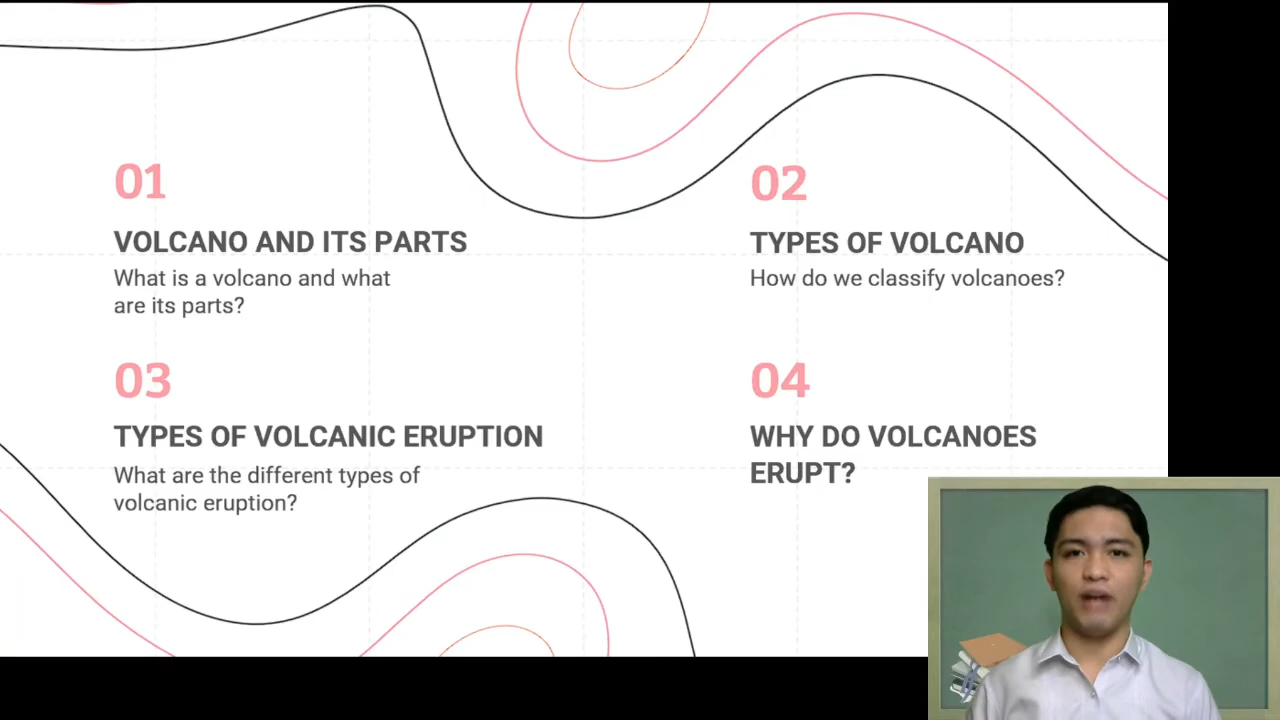 01
VOLCANO AND ITS PARTS
What is a volcano and what
are its parts?
02
TYPES OF VOLCANO
How do we classify volcanoes?
03
TYPES OF VOLCANIC ERUPTION
What are the different types of
volcanic eruption?
04
WHY DO VOLCANOES
ERUPT?